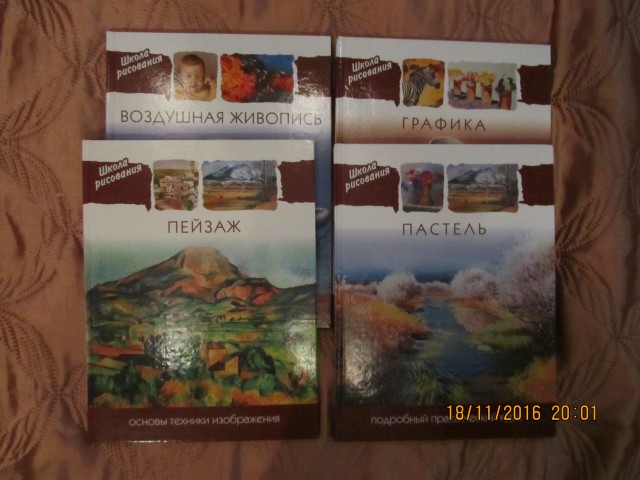 Школа
рисования
ВОЗДУШНАЯ ЖИВОПИСЬ
Школа
рисования
ГРАФИКА
Школа
рисования
ПЕЙЗАЖ
основы техники изображения
Школа
рисования
ПАСТЕЛЬ
подробный
18/11/2016 20:01